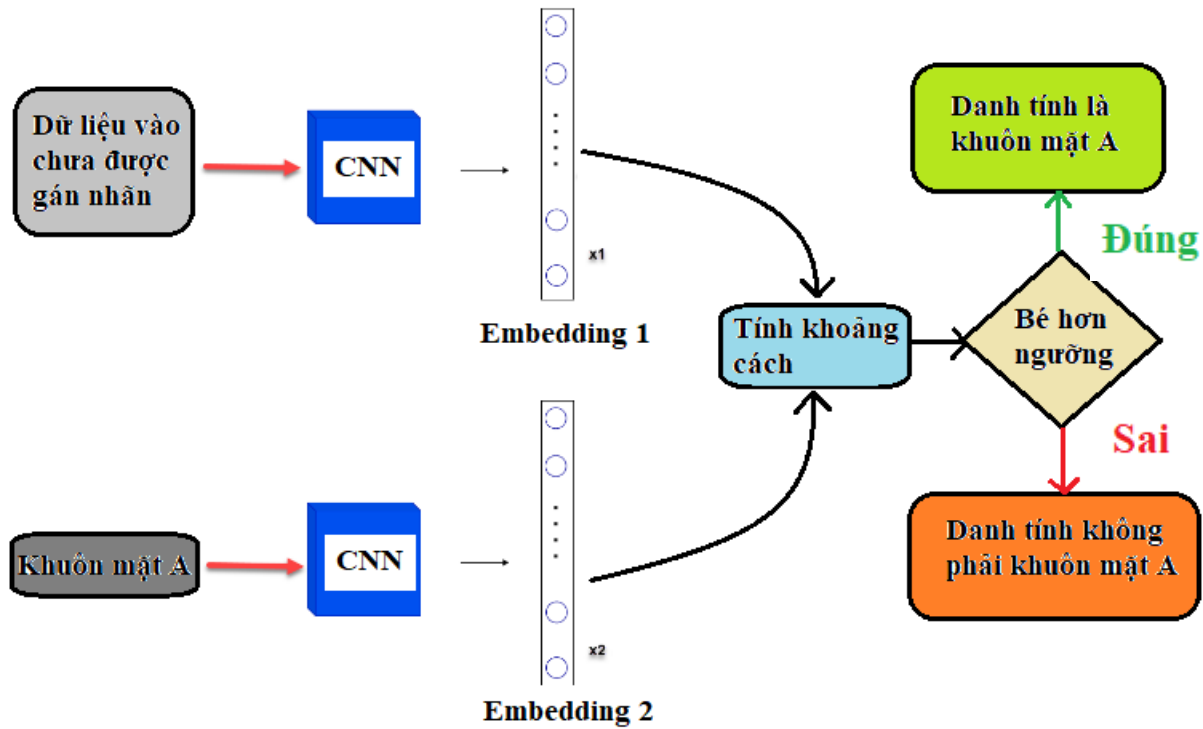 Dữ liệu vào
chưa được
gán nhãn
CNN
x1
Embedding 1
Khuôn mặt A
CNN
x2
Embedding 2
Tính khoảng
cách
Bé hơn
ngưỡng
Đúng
Danh tính là
khuôn mặt A
Sai
Danh tính không
phải khuôn mặt A